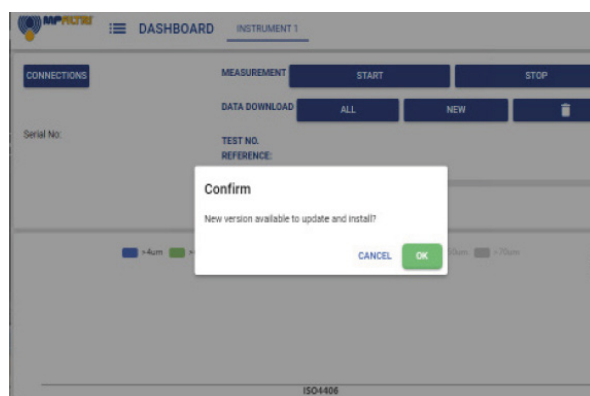 MPFILTRI
DASHBOARD
INSTRUMENT 1
CONNECTIONS
MEASUREMENT START STOP
DATA DOWNLOAD ALL NEW
Serial No:
TEST NO.
REFERENCE:
Confirm
New version available to update and install?
CANCEL OK
>4um
>70um
ISO4406